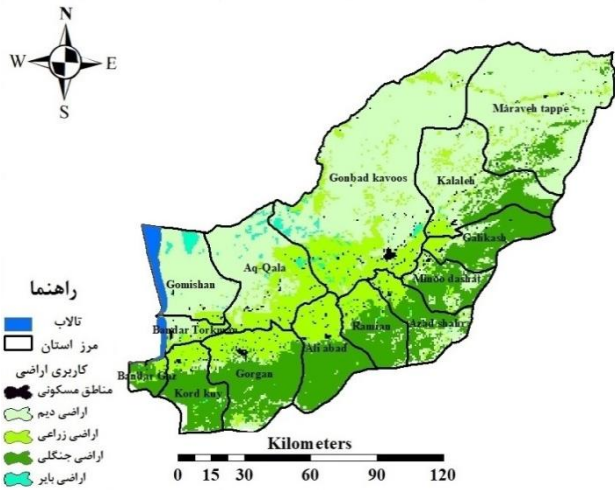 N
W E
S
Maraveh tappe
Gonbad kavoos
Kalaleh
Galikash
Minoo dasht
Aq-Qala
Gomishan
Azad shahr
Ramian
Bandar Torkman
Ali abad
Bandar Gaz
Gorgan
Kord kuy
راهنما
تالاب
مرز استان
کاربری اراضی
مناطق مسکونی
اراضی دیم
اراضی زراعی
اراضی جنگلی
اراضی بایر
Kilometers
0 15 30 60 90 120